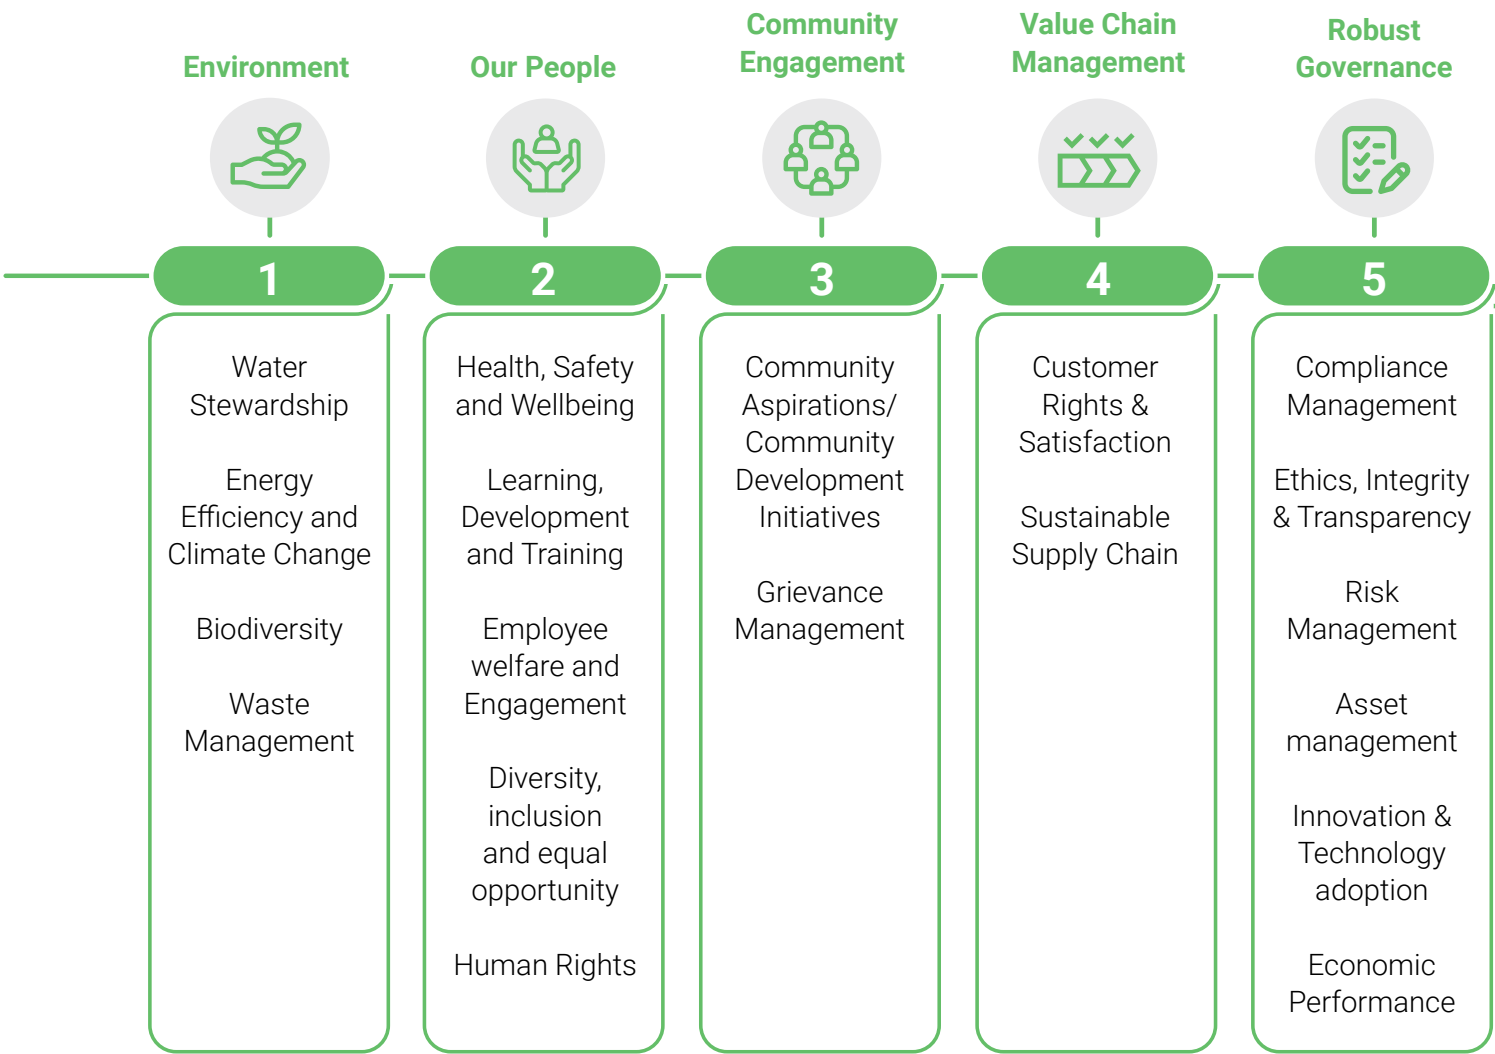 Environment
1
Water
Stewardship
Energy
Efficiency and
Climate Change
Biodiversity
Waste
Management
Our People
2
Health, Safety
and Wellbeing
Learning,
Development
and Training
Employee
welfare and
Engagement
Diversity,
inclusion
and equal
opportunity
Human Rights
Community
Engagement
3
Community
Aspirations/
Community
Development
Initiatives
Grievance
Management
Value Chain
Management
4
Customer
Rights &
Satisfaction
Sustainable
Supply Chain
Robust
Governance
5
Compliance
Management
Ethics, Integrity
& Transparency
Risk
Management
Asset
management
Innovation &
Technology
adoption
Economic
Performance